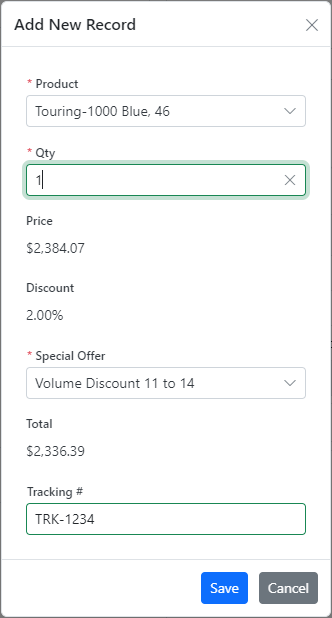 Add New Record
* Product
Touring-1000 Blue, 46
* Qty
1
Price
$2,384.07
Discount
2.00%
* Special Offer
Volume Discount 11 to 14
Total
$2,336.39
Tracking #
TRK-1234
Save Cancel